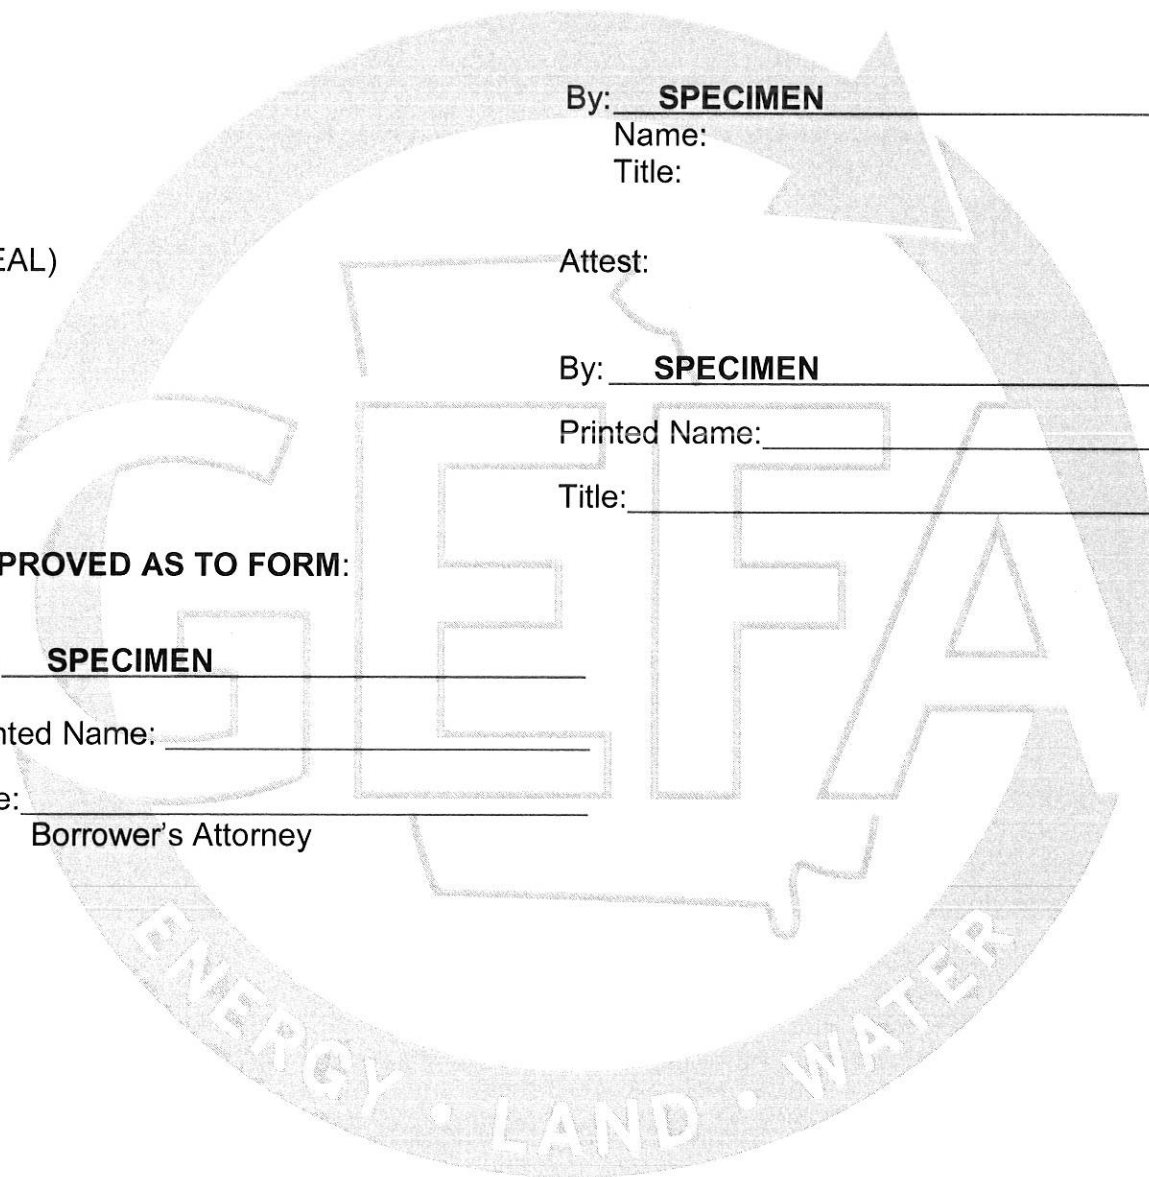 By: SPECIMEN
Name:
Title:
EAL)
Attest:
By: SPECIMEN
Printed Name:
Title:
PROVED AS TO FORM:
SPECIMEN
nted Name:
e:
Borrower's Attorney
GEFA
ENERGY • LAND • WATER